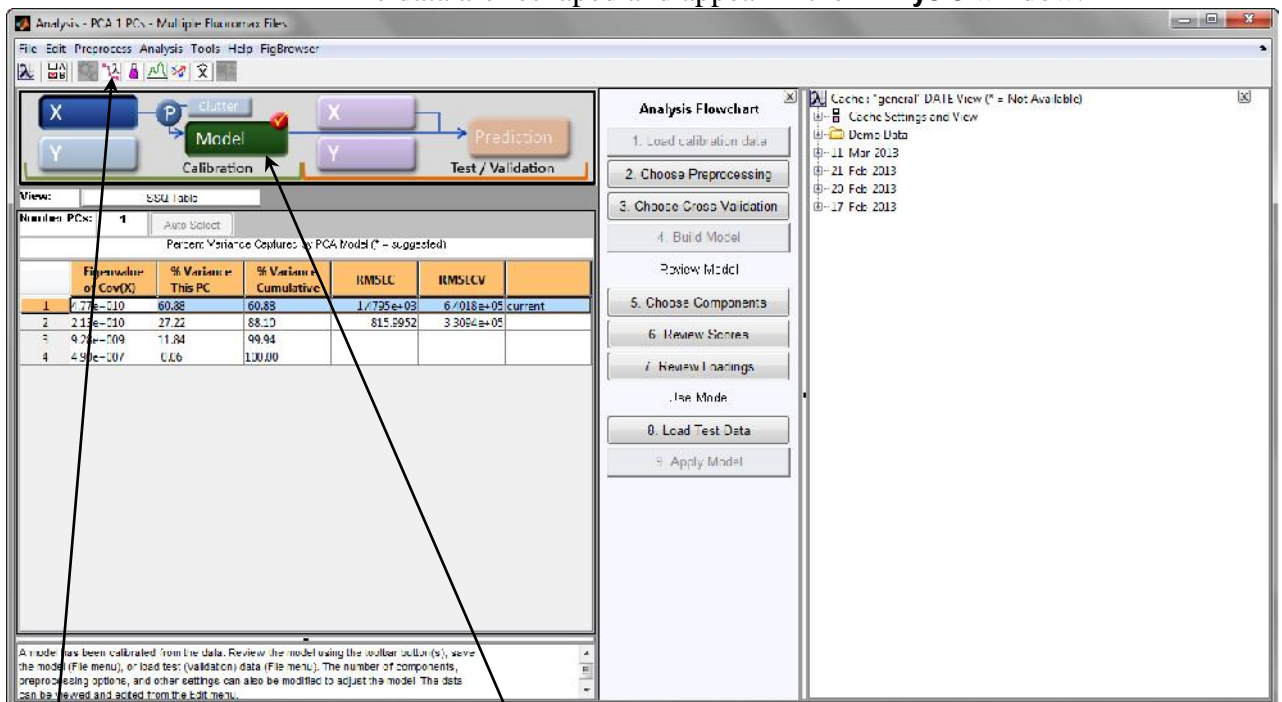 data are reshaped and appear in the
Analysis - PCA 1 PCs - Multiple Fluoromax Files
File Edit Preprocess Analysis Tools Help FigBrowser
X
Y
P
Clutter
Model
Calibration
X
Y
Prediction
Test / Validation
View: SSQ Table
Number PCs: 1 Auto Select
Percent Variance Captured by PCA Model (* = suggested)
Eigenvalue of Cov(X) % Variance This PC % Variance Cumulative RMSEC RMSECV
1 60.88 60.88 current
2 27.22 88.10 815.9952
3 11.84 99.94
4 0.06 100.00
A model has been calibrated from the data. Review the model using the toolbar button(s), save
the model (File menu), or load test (validation) data (File menu). The number of components,
preprocessing options, and other settings can also be modified to adjust the model. The data
can be viewed and edited from the Edit menu.
Analysis Flowchart
1. Load calibration data
2. Choose Preprocessing
3. Choose Cross Validation
4. Build Model
Review Model
5. Choose Components
6. Review Scores
7. Review Loadings
Use Model
8. Load Test Data
9. Apply Model
Cache: "general" DATE View (* = Not Available)
Cache Settings and View
Demo Data
11 Mar 2013
21 Feb 2013
20 Feb 2013
17 Feb 2013